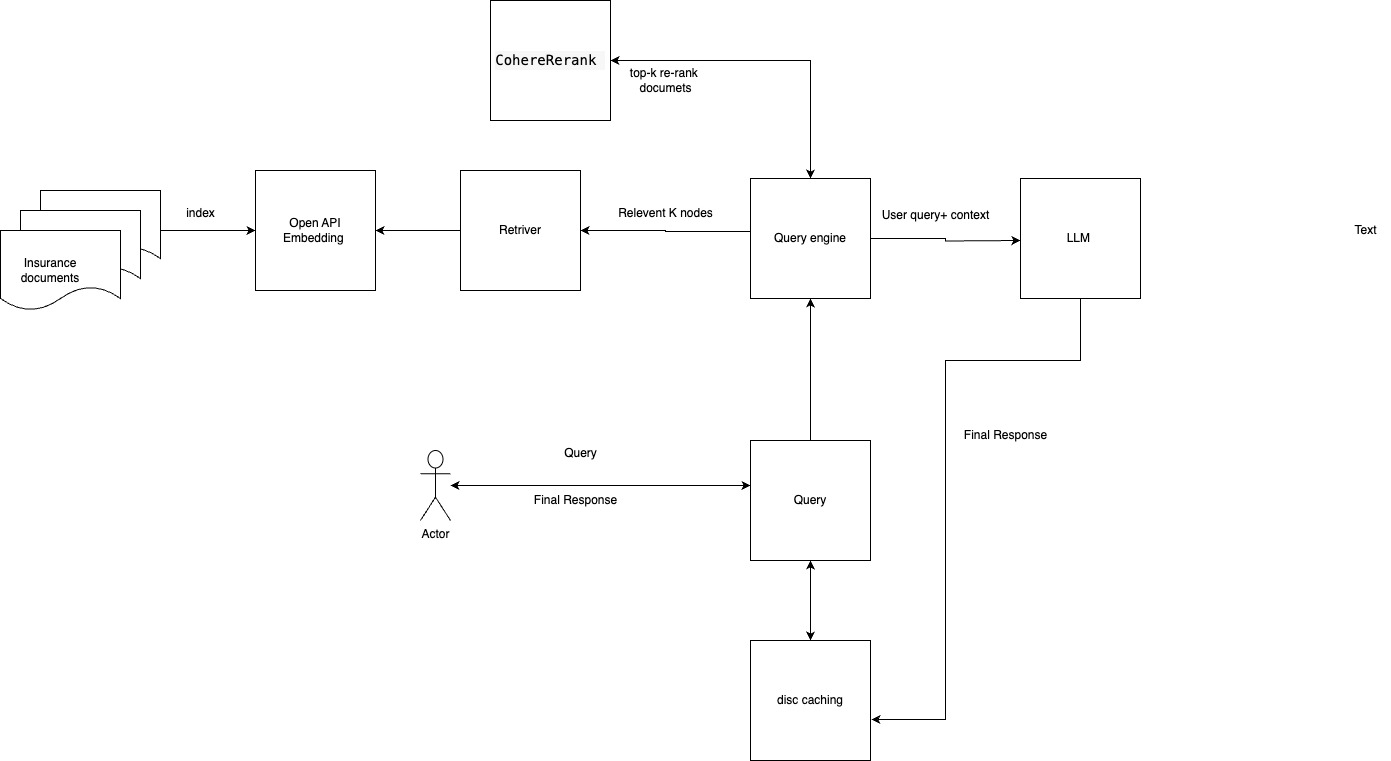 CohereRerank
top-k re-rank
documets
index
Open API
Embedding
Retriver
Relevent K nodes
Query engine
User query+ context
LLM
Text
Insurance
documents
Final Response
Query
Final Response
Query
Actor
disc caching